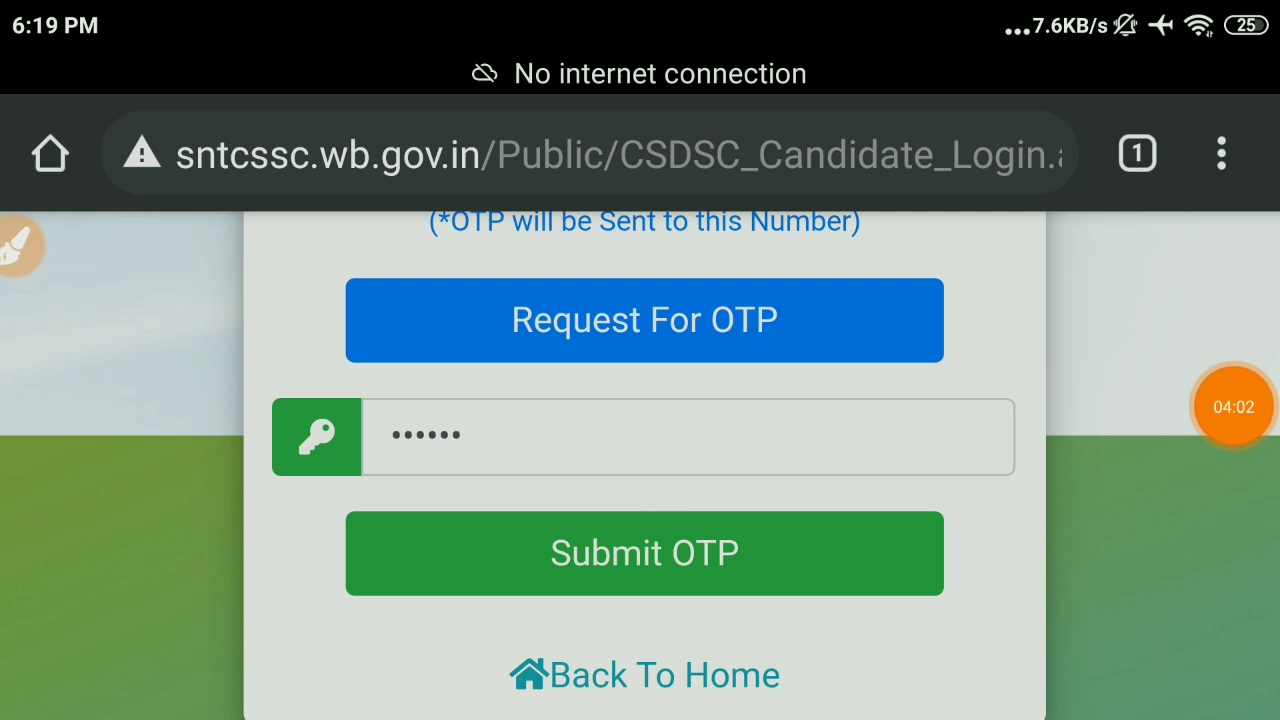 6:19 PM
...7.6KB/s 25
No internet connection
sntcssc.wb.gov.in/Public/CSDSC_Candidate_Login.
1
(*OTP will be Sent to this Number)
Request For OTP
04:02
••••••
Submit OTP
Back To Home